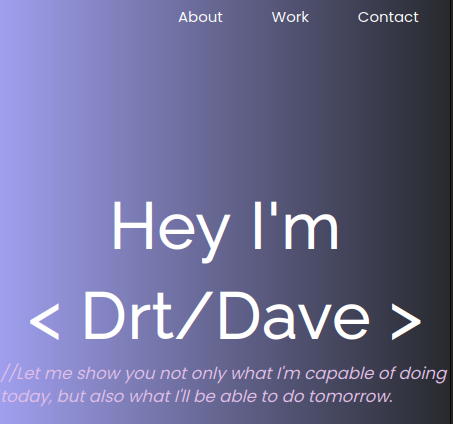 About Work Contact
Hey I'm
< Drt/Dave >
//Let me show you not only what I'm capable of doing
today, but also what I'll be able to do tomorrow.